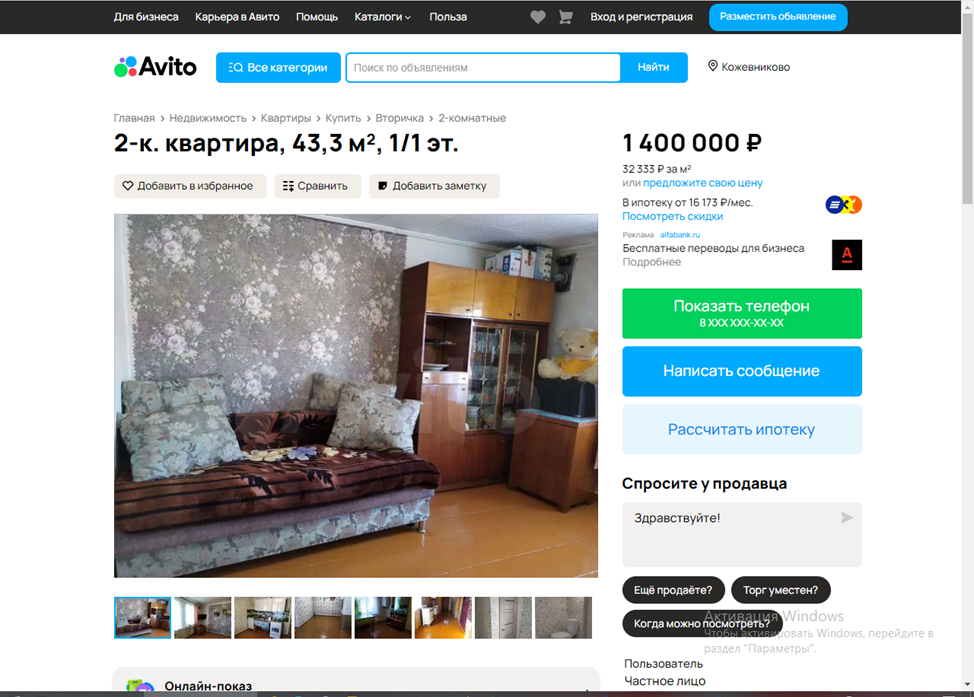 Для бизнеса Карьера в Авито Помощь Каталоги Польза Вход и регистрация Разместить объявление
Avito Все категории Поиск по объявлениям Найти Кожевниково
Главная > Недвижимость > Квартиры > Купить > Вторичка > 2-комнатные
2-к. квартира, 43,3 м², 1/1 эт.
Добавить в избранное Сравнить Добавить заметку
1 400 000 ₽
32 333 ₽ за м²
или предложите свою цену
В ипотеку от 16 173 ₽/мес.
Посмотреть скидки
Реклама alfabank.ru
Бесплатные переводы для бизнеса
Подробнее
А
Показать телефон
8 XXX XXX-XX-XX
Написать сообщение
Рассчитать ипотеку
Спросите у продавца
Здравствуйте!
Ещё продаёте? Торг уместен?
Когда можно посмотреть?
Активация Windows
Чтобы активировать Windows, перейдите в
раздел "Параметры".
Пользователь
Частное лицо
Онлайн-показ